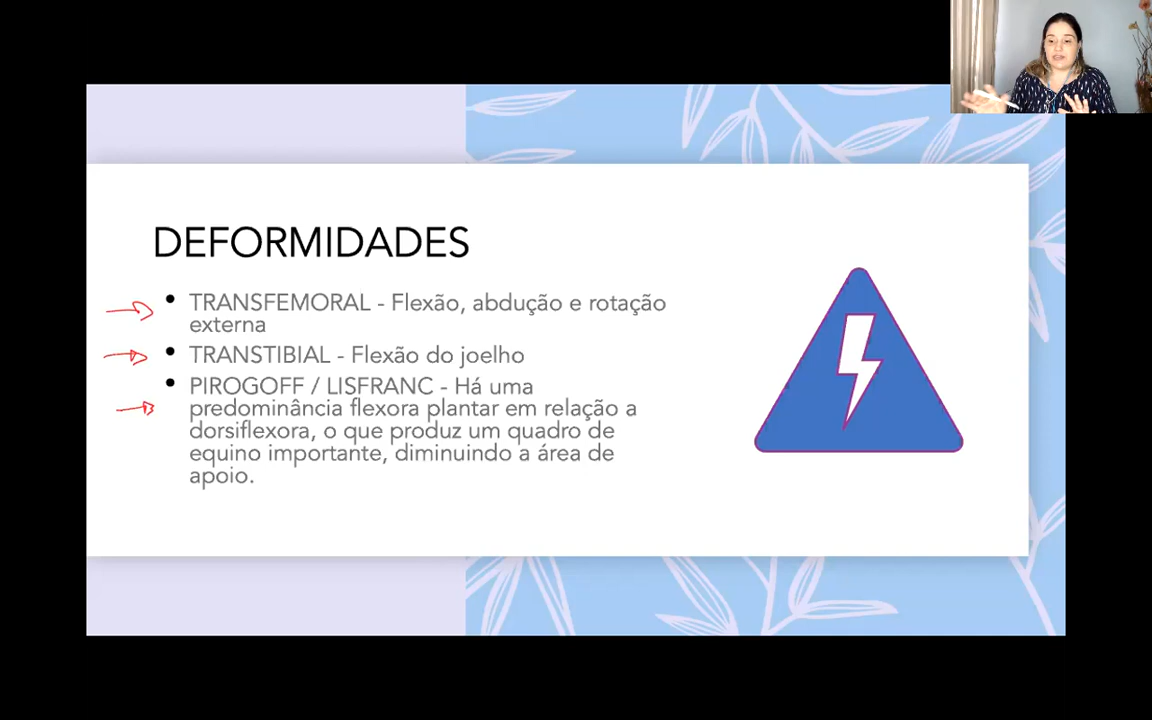 DEFORMIDADES
• TRANSFEMORAL - Flexão, abdução e rotação
externa
• TRANSTIBIAL - Flexão do joelho
• PIROGOFF / LISFRANC - Há uma
predominância flexora plantar em relação a
dorsiflexora, o que produz um quadro de
equino importante, diminuindo a área de
apoio.